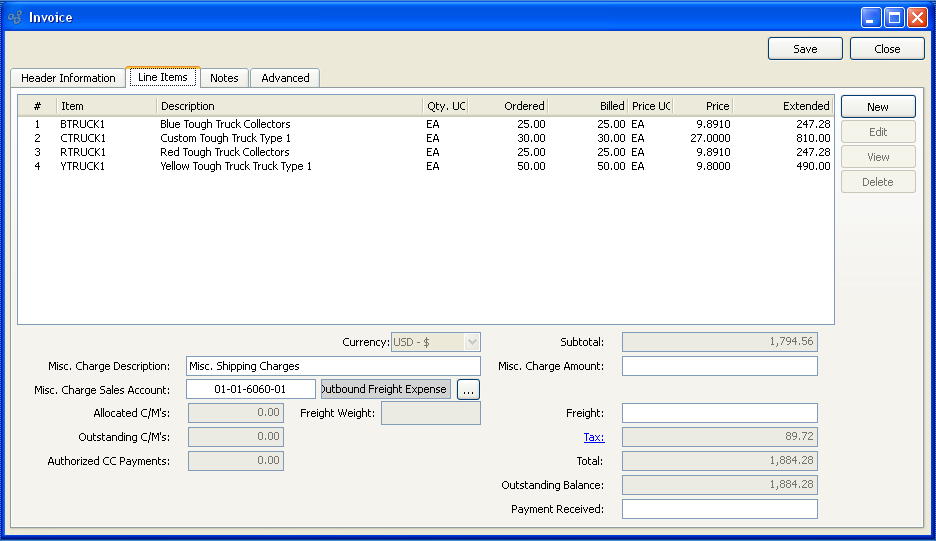 Invoice
Save Close
Header Information Line Items Notes Advanced
# Item Description Qty. UO Ordered Billed Price UO Price Extended
1 BTRUCK1 Blue Tough Truck Collectors EA 25.00 25.00 EA 9.8910 247.28
2 CTRUCK1 Custom Tough Truck Type 1 EA 30.00 30.00 EA 27.0000 810.00
3 RTRUCK1 Red Tough Truck Collectors EA 25.00 25.00 EA 9.8910 247.28
4 YTRUCK1 Yellow Tough Truck Truck Type 1 EA 50.00 50.00 EA 9.8000 490.00
New
Edit
View
Delete
Currency: USD - $ Subtotal: 1,794.56
Misc. Charge Description: Misc. Shipping Charges Misc. Charge Amount:
Misc. Charge Sales Account: 01-01-6060-01 Outbound Freight Expense ...
Allocated C/M's: 0.00 Freight Weight: Freight:
Outstanding C/M's: 0.00 Tax: 89.72
Authorized CC Payments: 0.00 Total: 1,884.28
Outstanding Balance: 1,884.28
Payment Received: